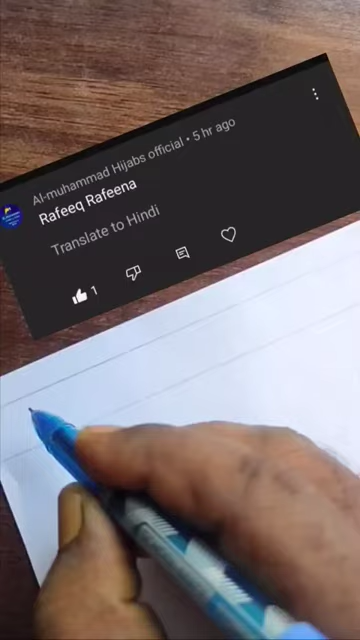 Al-muhammad Hijabs official • 5 hr ago
Rafeeq Rafeena
Translate to Hindi
1